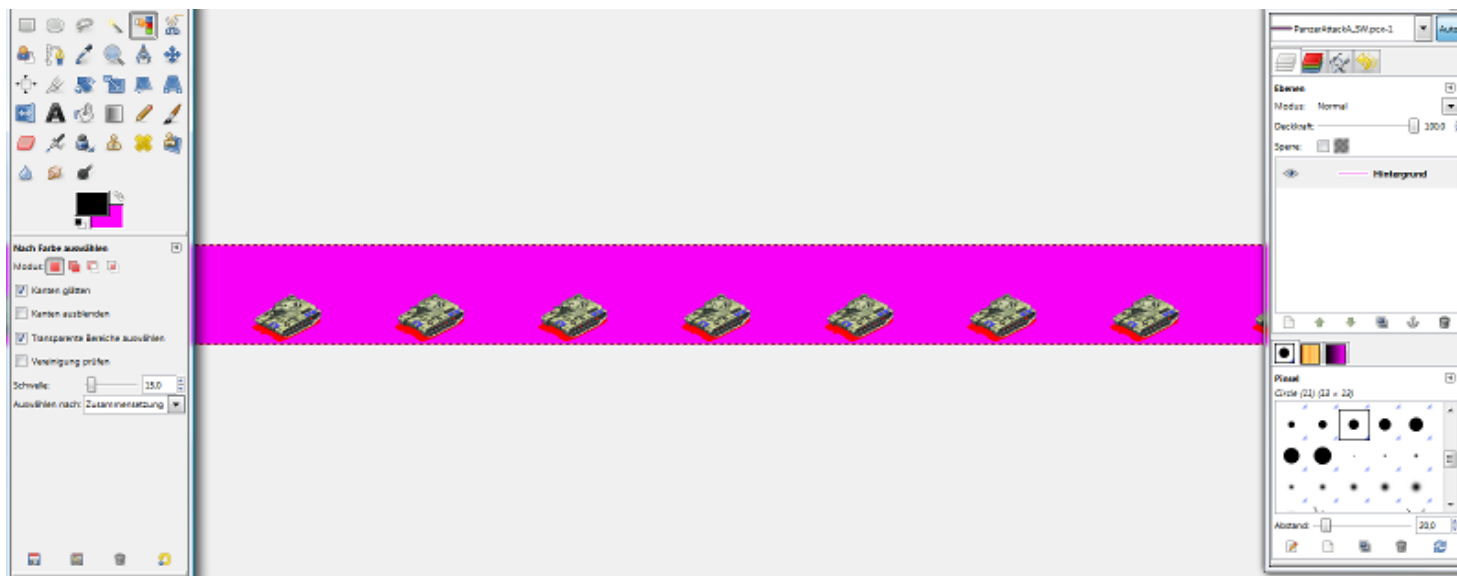 Nach Farbe auswählen
Modus:
Kanten glätten
Kanten ausblenden
Transparente Bereiche auswählen
Vereinigung prüfen
Schwelle: 15,0
Auswählen nach: Zusammensetzung
PanzerAttackA_SW.pcx-1 Auto
Ebenen
Modus: Normal
Deckkraft: 100,0
Sperre:
Hintergrund
Pinsel
Circle (11) (13 × 13)
Abstand: 20,0